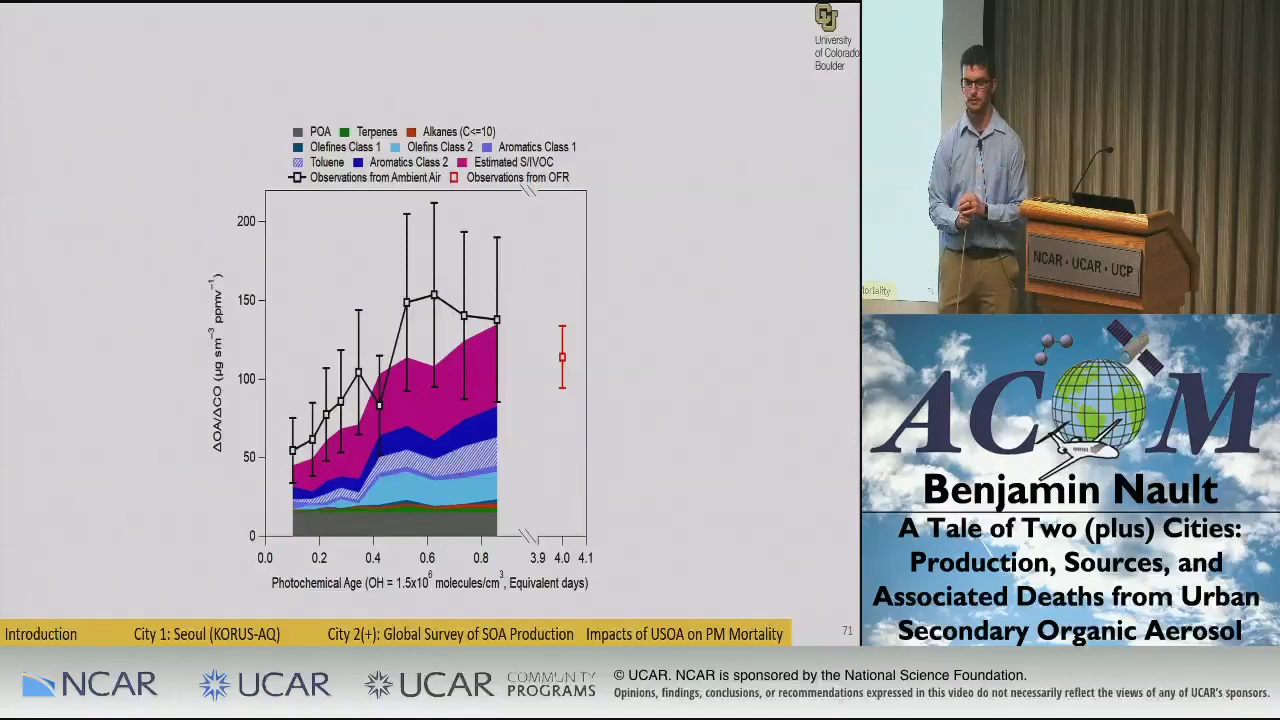 University
of Colorado
Boulder
POA Terpenes Alkanes (C<=10)
Olefines Class 1 Olefins Class 2 Aromatics Class 1
Toluene Aromatics Class 2 Estimated S/IVOC
Observations from Ambient Air Observations from OFR
200
150
100
50
0
ΔOA/ΔCO (µg sm⁻³ ppmv⁻¹)
0.0 0.2 0.4 0.6 0.8 3.9 4.0 4.1
Photochemical Age (OH = 1.5x10⁶ molecules/cm³, Equivalent days)
Introduction City 1: Seoul (KORUS-AQ) City 2(+): Global Survey of SOA Production Impacts of USOA on PM Mortality
71
ortality 71
NCAR • UCAR • UCP
ACOM
Benjamin Nault
A Tale of Two (plus) Cities:
Production, Sources, and
Associated Deaths from Urban
Secondary Organic Aerosol
NCAR UCAR UCAR COMMUNITY PROGRAMS
© UCAR. NCAR is sponsored by the National Science Foundation.
Opinions, findings, conclusions, or recommendations expressed in this video do not necessarily reflect the views of any of UCAR's sponsors.